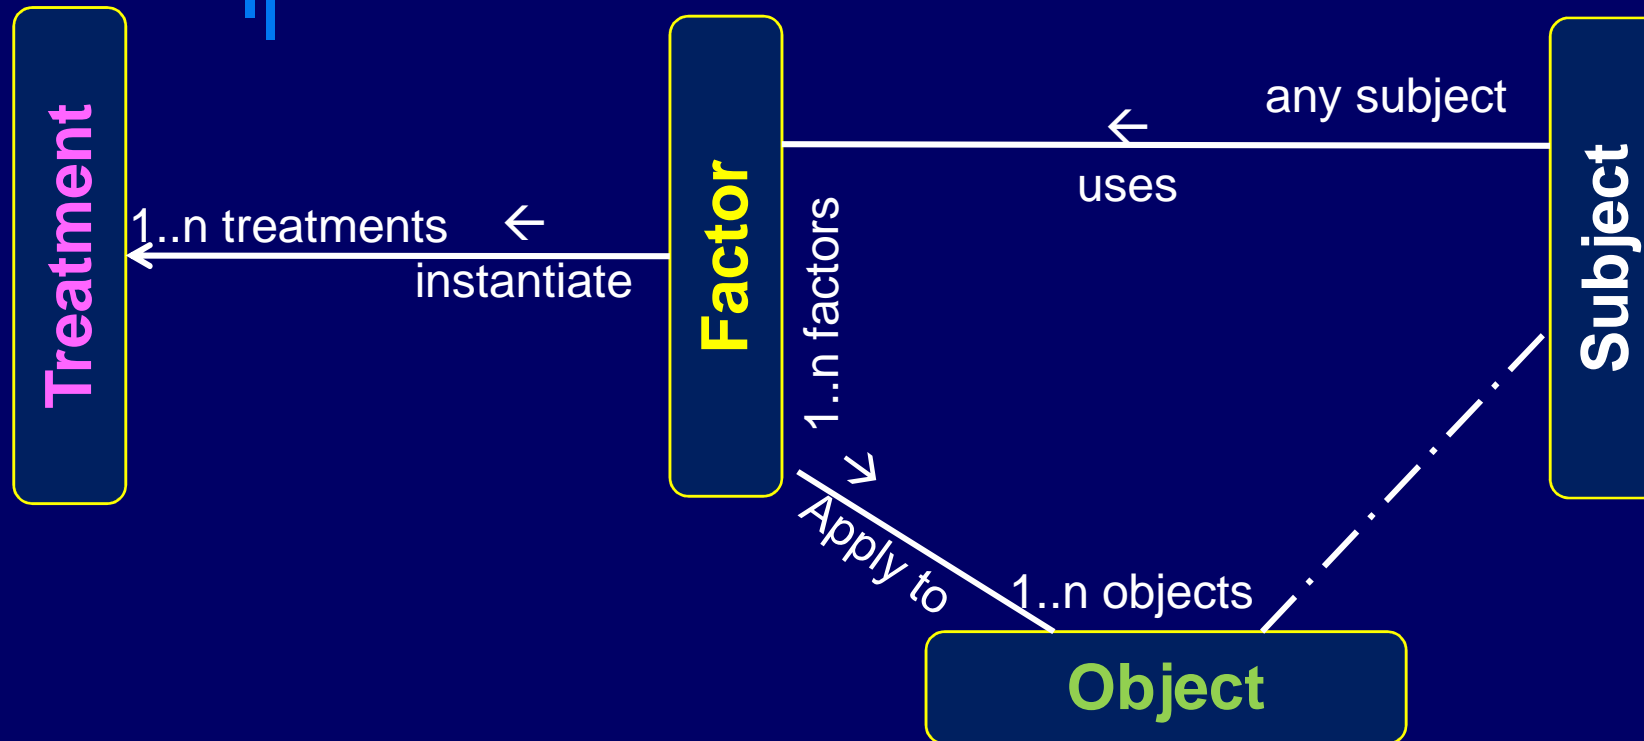 Treatment
1..n treatments
←
instantiate
Factor
1..n factors
any subject
←
uses
Subject
→
Apply to
1..n objects
Object